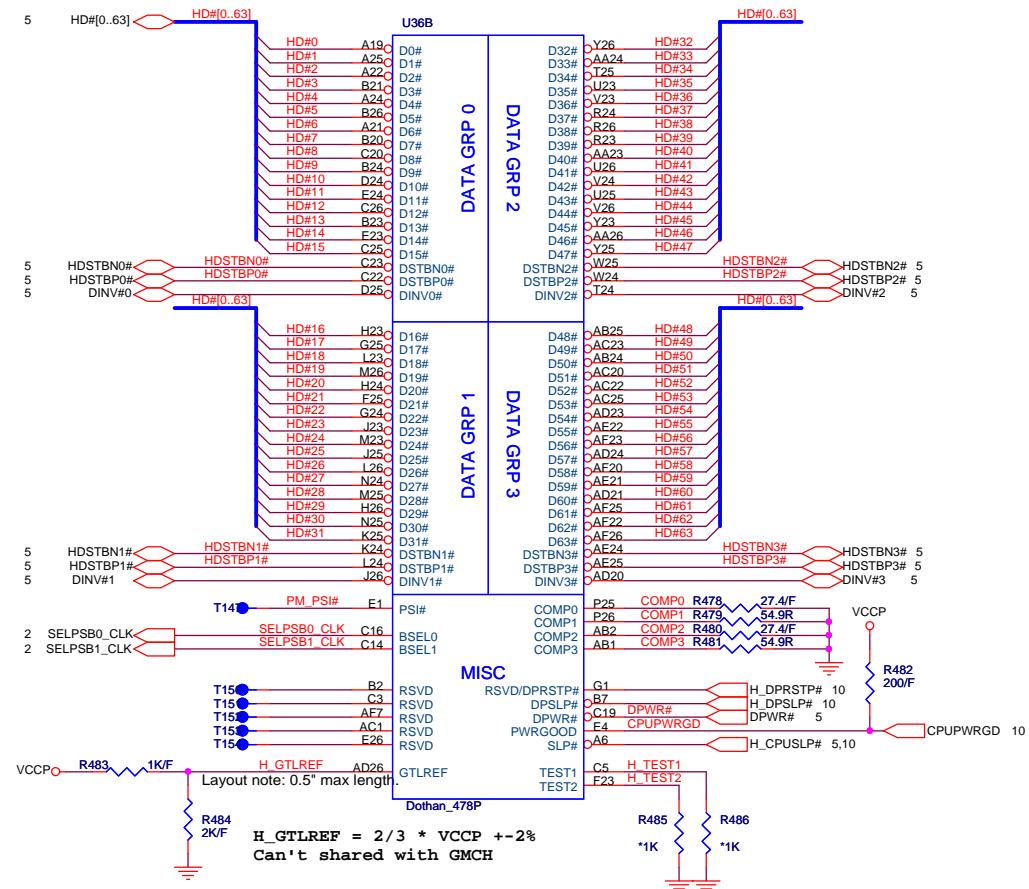 U36B
5 HD#[0..63] HD#[0..63] HD#[0..63]
HD#0 A19 D0# D32# Y26 HD#32
HD#1 A25 D1# D33# AA24 HD#33
HD#2 A22 D2# D34# T25 HD#34
HD#3 B21 D3# D35# U23 HD#35
HD#4 A24 D4# D36# V23 HD#36
HD#5 B26 D5# D37# R24 HD#37
HD#6 A21 D6# D38# R26 HD#38
HD#7 B20 D7# D39# R23 HD#39
HD#8 C20 D8# D40# AA23 HD#40
HD#9 B24 D9# D41# U26 HD#41
HD#10 D24 D10# D42# V24 HD#42
HD#11 E24 D11# D43# U25 HD#43
HD#12 C26 D12# D44# V26 HD#44
HD#13 B23 D13# D45# Y23 HD#45
HD#14 E23 D14# D46# AA26 HD#46
HD#15 C25 D15# D47# Y25 HD#47
DATA GRP 0
DATA GRP 2
5 HDSTBN0# HDSTBN0# C23 DSTBN0# DSTBN2# W25 HDSTBN2# HDSTBN2# 5
5 HDSTBP0# HDSTBP0# C22 DSTBP0# DSTBP2# W24 HDSTBP2# HDSTBP2# 5
5 DINV#0 D25 DINV0# DINV2# T24 DINV#2 5
HD#[0..63] HD#[0..63]
HD#16 H23 D16# D48# AB25 HD#48
HD#17 G25 D17# D49# AC23 HD#49
HD#18 L23 D18# D50# AB24 HD#50
HD#19 M26 D19# D51# AC20 HD#51
HD#20 H24 D20# D52# AC22 HD#52
HD#21 F25 D21# D53# AC25 HD#53
HD#22 G24 D22# D54# AD23 HD#54
HD#23 J23 D23# D55# AE22 HD#55
HD#24 M23 D24# D56# AF23 HD#56
HD#25 J25 D25# D57# AD24 HD#57
HD#26 L26 D26# D58# AF20 HD#58
HD#27 N24 D27# D59# AE21 HD#59
HD#28 M25 D28# D60# AD21 HD#60
HD#29 H26 D29# D61# AF25 HD#61
HD#30 N25 D30# D62# AF22 HD#62
HD#31 K25 D31# D63# AF26 HD#63
DATA GRP 1
DATA GRP 3
5 HDSTBN1# HDSTBN1# K24 DSTBN1# DSTBN3# AE24 HDSTBN3# HDSTBN3# 5
5 HDSTBP1# HDSTBP1# L24 DSTBP1# DSTBP3# AE25 HDSTBP3# HDSTBP3# 5
5 DINV#1 J26 DINV1# DINV3# AD20 DINV#3 5
PM_PSI# E1 PSI# COMP0 P25 COMP0 R478 27.4/F
COMP1 P26 COMP1 R479 54.9R
2 SELPSB0_CLK SELPSB0_CLK C16 BSEL0 COMP2 AB2 COMP2 R480 27.4/F
2 SELPSB1_CLK SELPSB1_CLK C14 BSEL1 COMP3 AB1 COMP3 R481 54.9R
VCCP
R482
200/F
MISC
B2 RSVD RSVD/DPRSTP# G1 H_DPRSTP# 10
C3 RSVD DPSLP# B7 H_DPSLP# 10
AF7 RSVD DPWR# C19 DPWR# DPWR# 5
AC1 RSVD PWRGOOD E4 CPUPWRGD CPUPWRGD 10
E26 RSVD SLP# A6 H_CPUSLP# 5,10
VCCP R483 1K/F H_GTLREF AD26 GTLREF TEST1 C5 H_TEST1
TEST2 F23 H_TEST2
Layout note: 0.5" max length.
Dothan_478P
R484
2K/F
R485 R486
*1K *1K
H_GTLREF = 2/3 * VCCP +-2%
Can't shared with GMCH